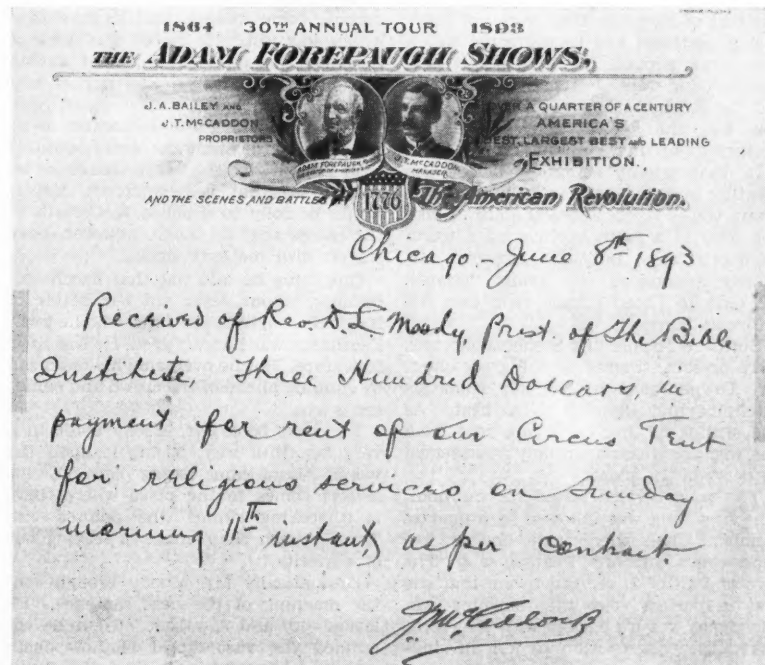 1864 30TH ANNUAL TOUR 1893
THE ADAM FOREPAUGH SHOWS.
J.A. BAILEY AND
J.T. McCADDON
PROPRIETORS
OVER A QUARTER OF A CENTURY
AMERICA'S
LARGEST BEST AND LEADING
EXHIBITION.
ADAM FOREPAUGH
J.T. McCADDON
MANAGER
1776
AND THE SCENES AND BATTLES
The American Revolution.
Chicago - June 8th 1893
Received of Rev. D. L. Moody Prest. of The Bible
Institute, Three Hundred Dollars, in
payment for rent of our Circus Tent
for religious services on Sunday
morning 11th instant, as per contract.